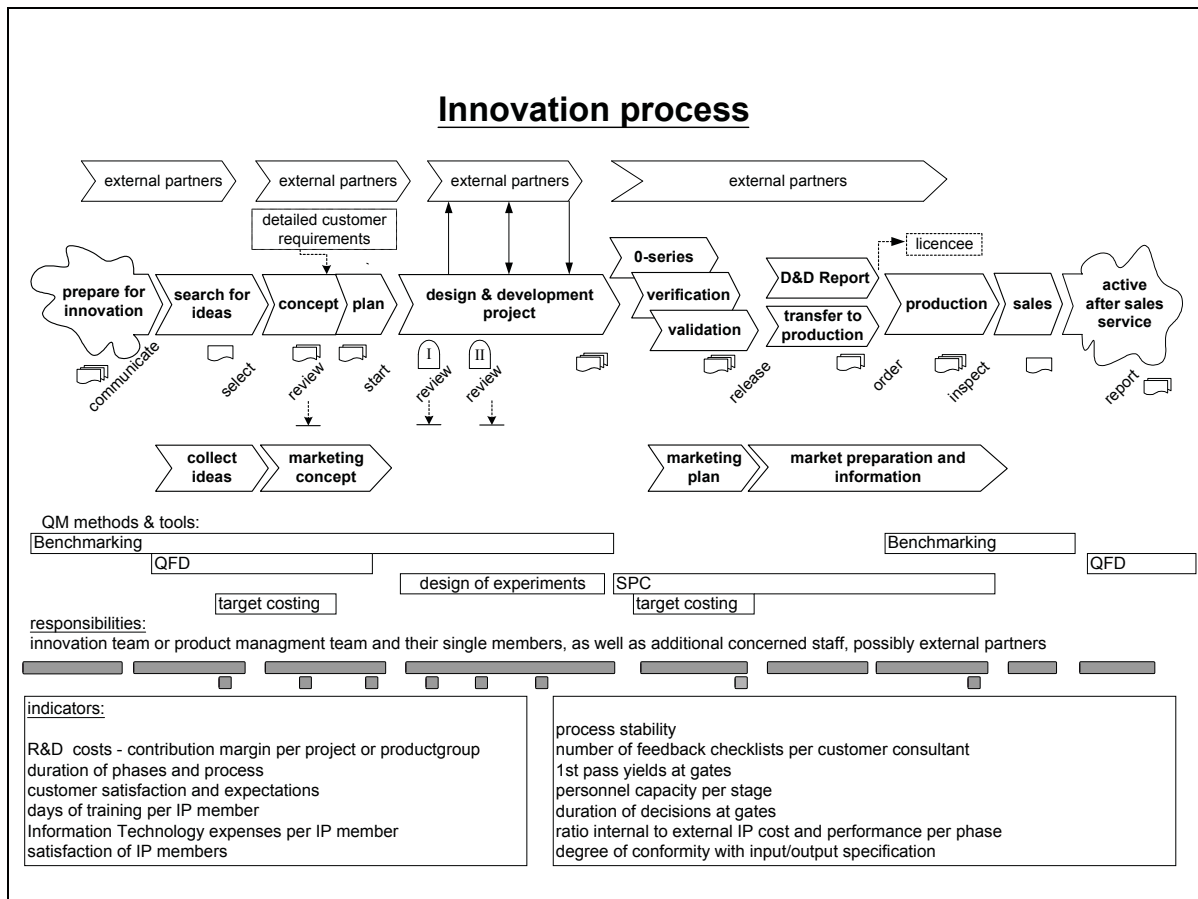 Innovation process
external partners
external partners
external partners
external partners
detailed customer
requirements
licencee
0-series
verification
validation
D&D Report
transfer to
production
prepare for
innovation
search for
ideas
concept
plan
design & development
project
production
sales
active
after sales
service
communicate
select
review
start
I
review
II
review
release
order
inspect
report
collect
ideas
marketing
concept
marketing
plan
market preparation and
information
QM methods & tools:
Benchmarking
Benchmarking
QFD
QFD
design of experiments
SPC
target costing
target costing
responsibilities:
innovation team or product managment team and their single members, as well as additional concerned staff, possibly external partners
indicators:
R&D costs - contribution margin per project or productgroup
duration of phases and process
customer satisfaction and expectations
days of training per IP member
Information Technology expenses per IP member
satisfaction of IP members
process stability
number of feedback checklists per customer consultant
1st pass yields at gates
personnel capacity per stage
duration of decisions at gates
ratio internal to external IP cost and performance per phase
degree of conformity with input/output specification